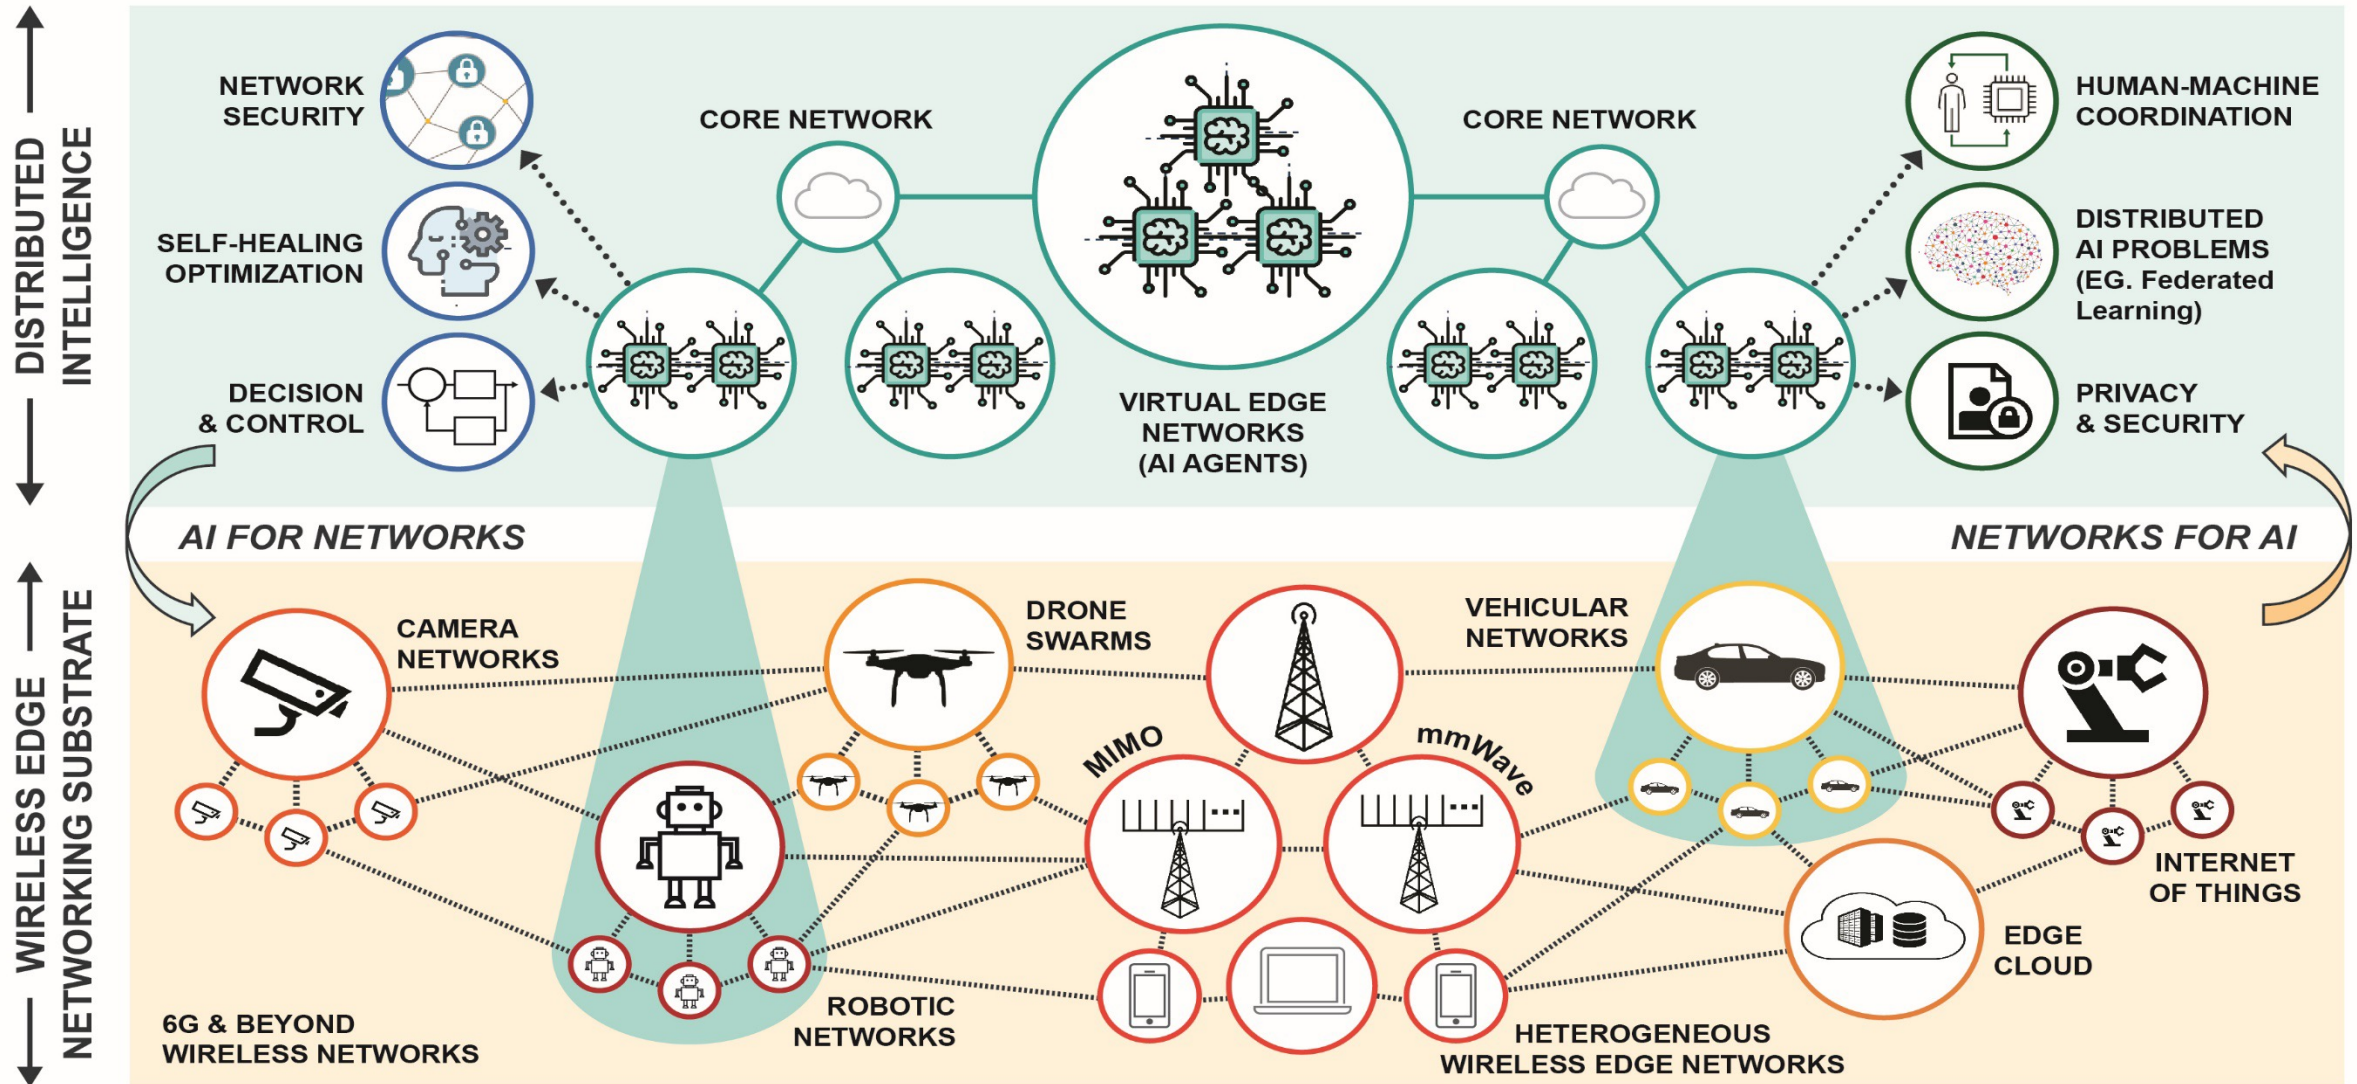 DISTRIBUTED
INTELLIGENCE
NETWORK
SECURITY
SELF-HEALING
OPTIMIZATION
DECISION
& CONTROL
CORE NETWORK
VIRTUAL EDGE
NETWORKS
(AI AGENTS)
CORE NETWORK
HUMAN-MACHINE
COORDINATION
DISTRIBUTED
AI PROBLEMS
(EG. Federated
Learning)
PRIVACY
& SECURITY
AI FOR NETWORKS
NETWORKS FOR AI
WIRELESS EDGE
NETWORKING SUBSTRATE
CAMERA
NETWORKS
DRONE
SWARMS
VEHICULAR
NETWORKS
MIMO
mmWave
INTERNET
OF THINGS
EDGE
CLOUD
ROBOTIC
NETWORKS
HETEROGENEOUS
WIRELESS EDGE NETWORKS
6G & BEYOND
WIRELESS NETWORKS